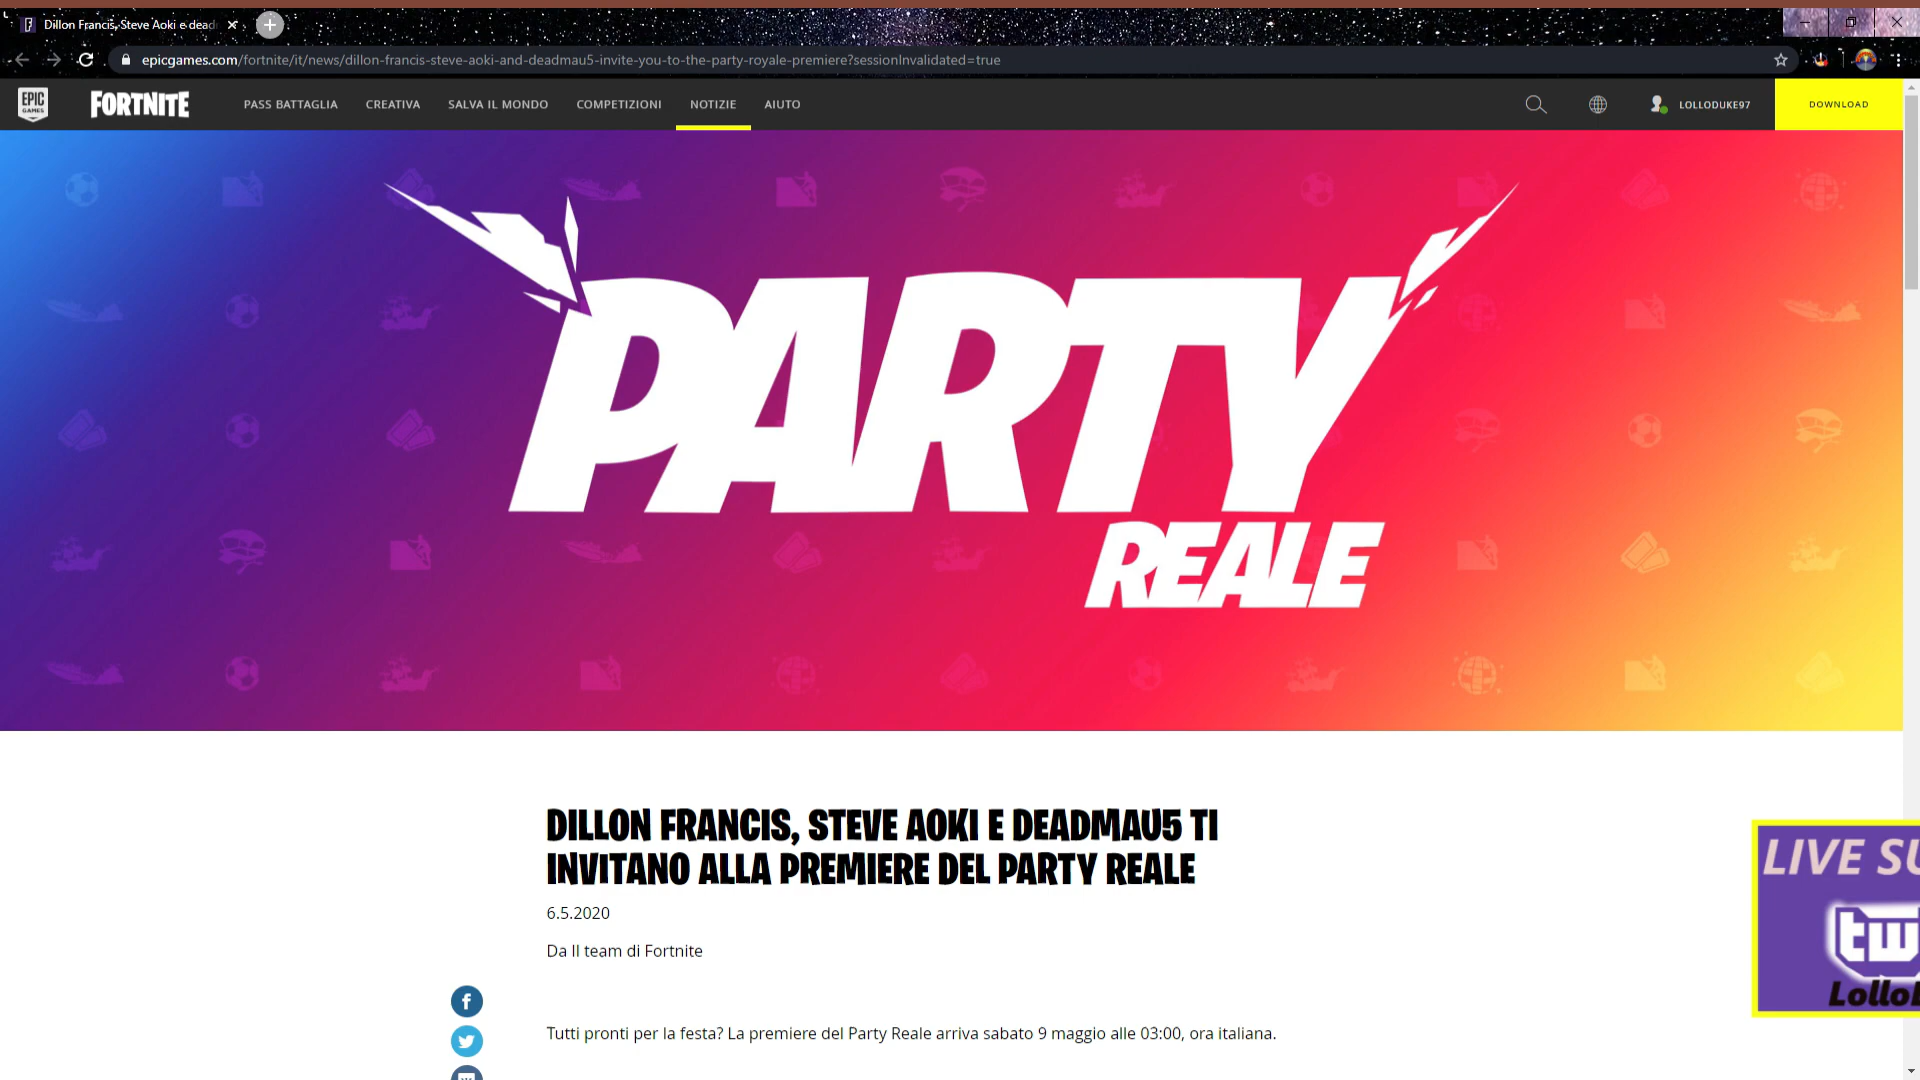 Dillon Francis, Steve Aoki e dead
epicgames.com/fortnite/it/news/dillon-francis-steve-aoki-and-deadmau5-invite-you-to-the-party-royale-premiere?sessionInvalidated=true
EPIC GAMES
FORTNITE
PASS BATTAGLIA
CREATIVA
SALVA IL MONDO
COMPETIZIONI
NOTIZIE
AIUTO
LOLLODUKE97
DOWNLOAD
PARTY
REALE
DILLON FRANCIS, STEVE AOKI E DEADMAU5 TI
INVITANO ALLA PREMIERE DEL PARTY REALE
6.5.2020
Da Il team di Fortnite
Tutti pronti per la festa? La premiere del Party Reale arriva sabato 9 maggio alle 03:00, ora italiana.
LIVE SU